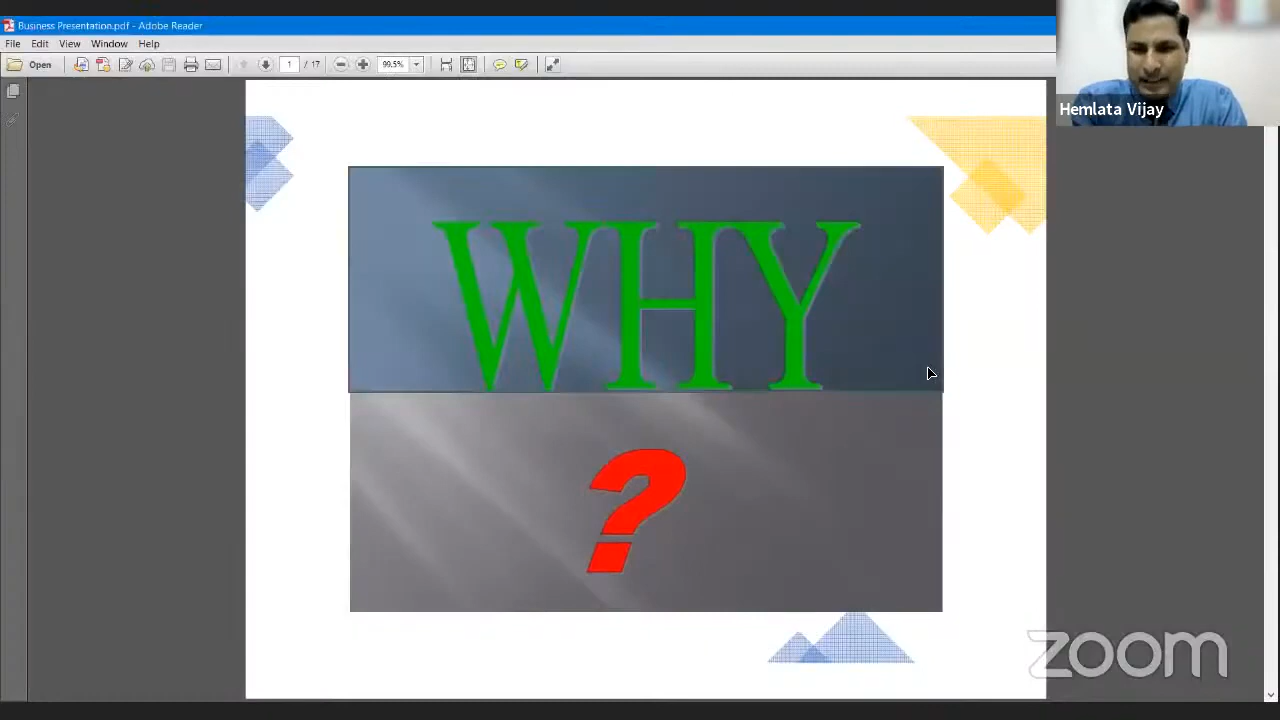 Business Presentation.pdf - Adobe Reader
File Edit View Window Help
Open 1 / 17 99.5%
Hemlata Vijay
WHY
?
zoom